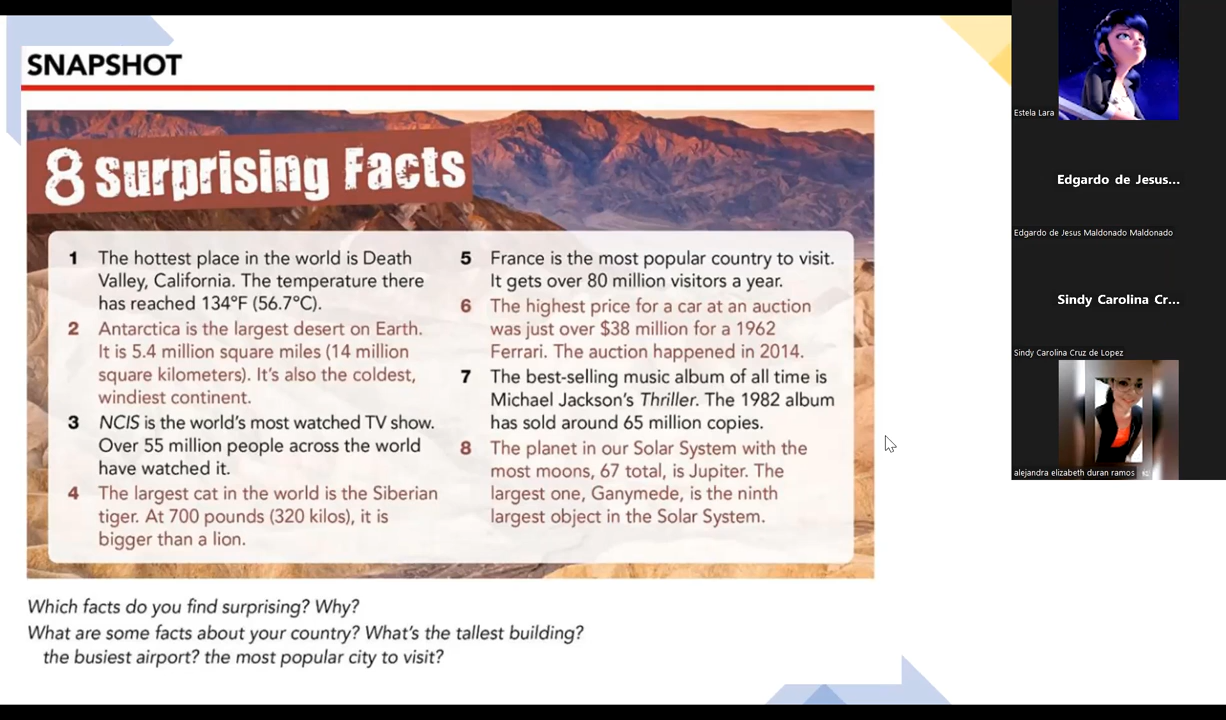 SNAPSHOT
8 Surprising Facts
1 The hottest place in the world is Death
Valley, California. The temperature there
has reached 134°F (56.7°C).
2 Antarctica is the largest desert on Earth.
It is 5.4 million square miles (14 million
square kilometers). It's also the coldest,
windiest continent.
3 NCIS is the world's most watched TV show.
Over 55 million people across the world
have watched it.
4 The largest cat in the world is the Siberian
tiger. At 700 pounds (320 kilos), it is
bigger than a lion.
5 France is the most popular country to visit.
It gets over 80 million visitors a year.
6 The highest price for a car at an auction
was just over $38 million for a 1962
Ferrari. The auction happened in 2014.
7 The best-selling music album of all time is
Michael Jackson's Thriller. The 1982 album
has sold around 65 million copies.
8 The planet in our Solar System with the
most moons, 67 total, is Jupiter. The
largest one, Ganymede, is the ninth
largest object in the Solar System.
Which facts do you find surprising? Why?
What are some facts about your country? What's the tallest building?
the busiest airport? the most popular city to visit?
Estela Lara
Edgardo de Jesus...
Edgardo de Jesus Maldonado Maldonado
Sindy Carolina Cr...
Sindy Carolina Cruz de Lopez
alejandra elizabeth duran ramos